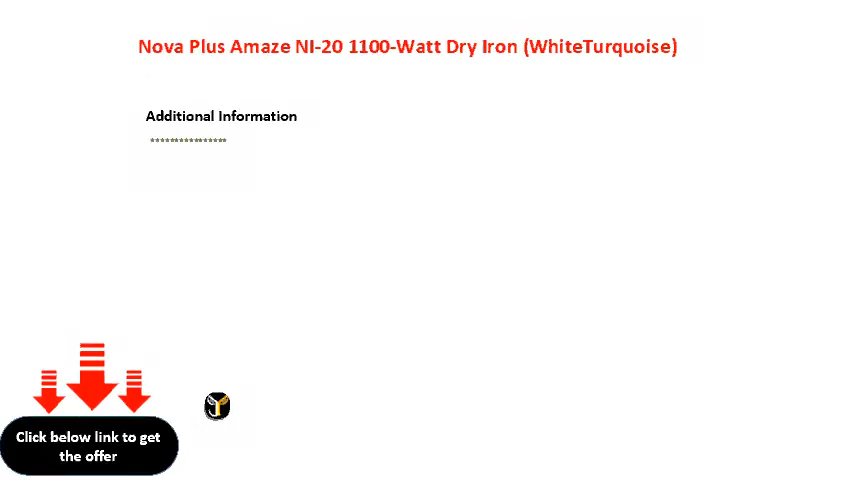 Nova Plus Amaze NI-20 1100-Watt Dry Iron (WhiteTurquoise)
Additional Information
****************
Click below link to get
the offer